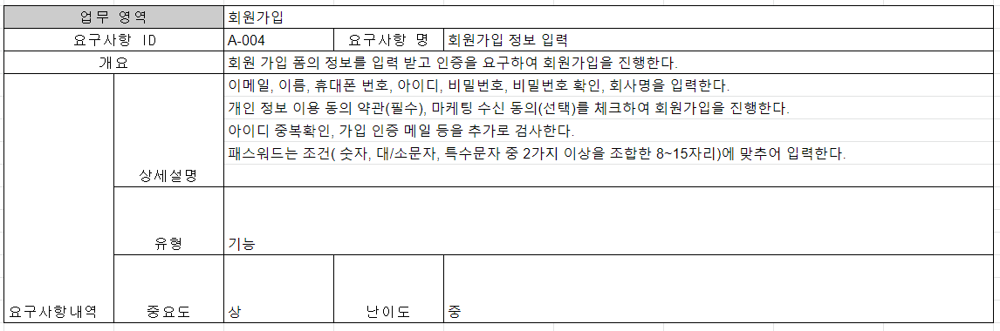 업무 영역 회원가입
요구사항 ID A-004 요구사항 명 회원가입 정보 입력
개요 회원 가입 폼의 정보를 입력 받고 인증을 요구하여 회원가입을 진행한다.
이메일, 이름, 휴대폰 번호, 아이디, 비밀번호, 비밀번호 확인, 회사명을 입력한다.
개인 정보 이용 동의 약관(필수), 마케팅 수신 동의(선택)를 체크하여 회원가입을 진행한다.
아이디 중복확인, 가입 인증 메일 등을 추가로 검사한다.
패스워드는 조건( 숫자, 대/소문자, 특수문자 중 2가지 이상을 조합한 8~15자리)에 맞추어 입력한다.
상세설명
유형 기능
요구사항내역 중요도 상 난이도 중